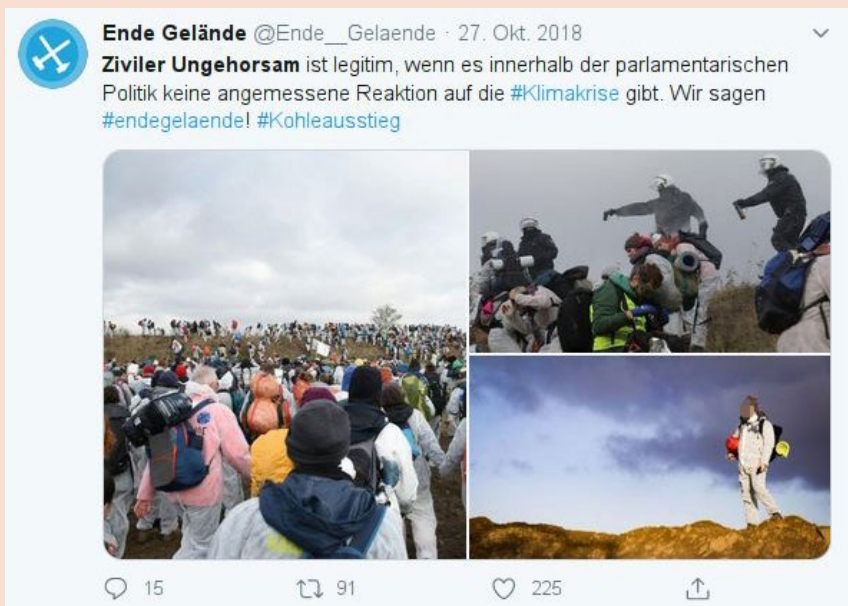 Ende Gelände @Ende__Gelaende · 27. Okt. 2018
Ziviler Ungehorsam ist legitim, wenn es innerhalb der parlamentarischen
Politik keine angemessene Reaktion auf die #Klimakrise gibt. Wir sagen
#endegelaende! #Kohleausstieg
15 91 225